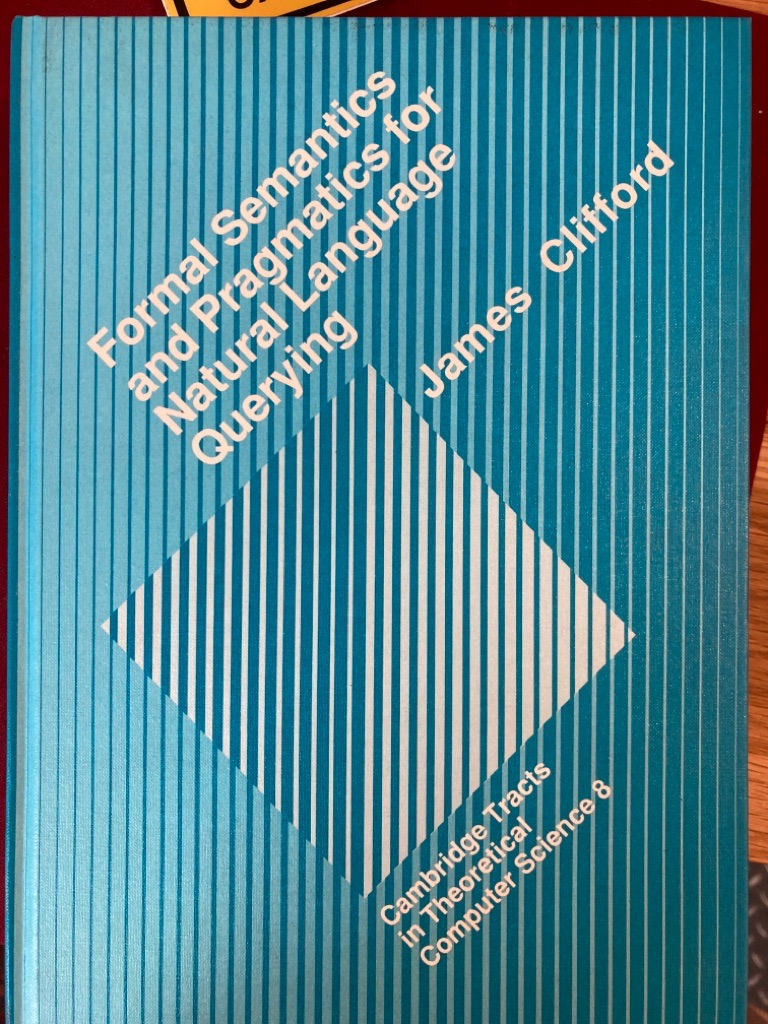 Formal Semantics
and Pragmatics for
Natural Language
Querying
James Clifford
Cambridge Tracts
in Theoretical
Computer Science 8